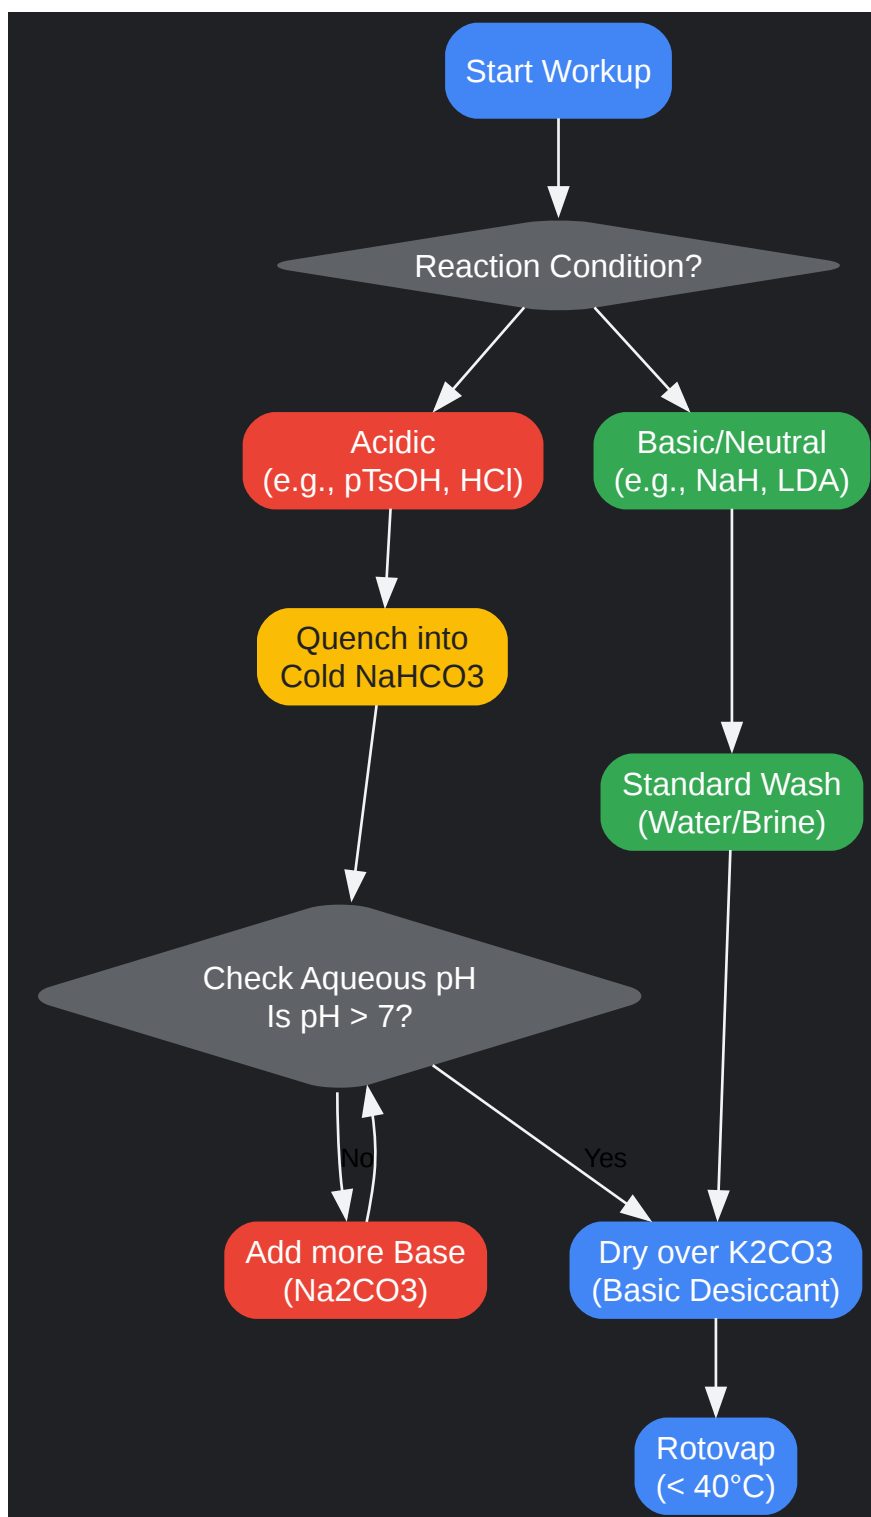 Start Workup
Reaction Condition?
Acidic
(e.g., pTsOH, HCl)
Basic/Neutral
(e.g., NaH, LDA)
Quench into
Cold NaHCO3
Standard Wash
(Water/Brine)
Check Aqueous pH
Is pH > 7?
No
Yes
Add more Base
(Na2CO3)
Dry over K2CO3
(Basic Desiccant)
Rotovap
(< 40°C)